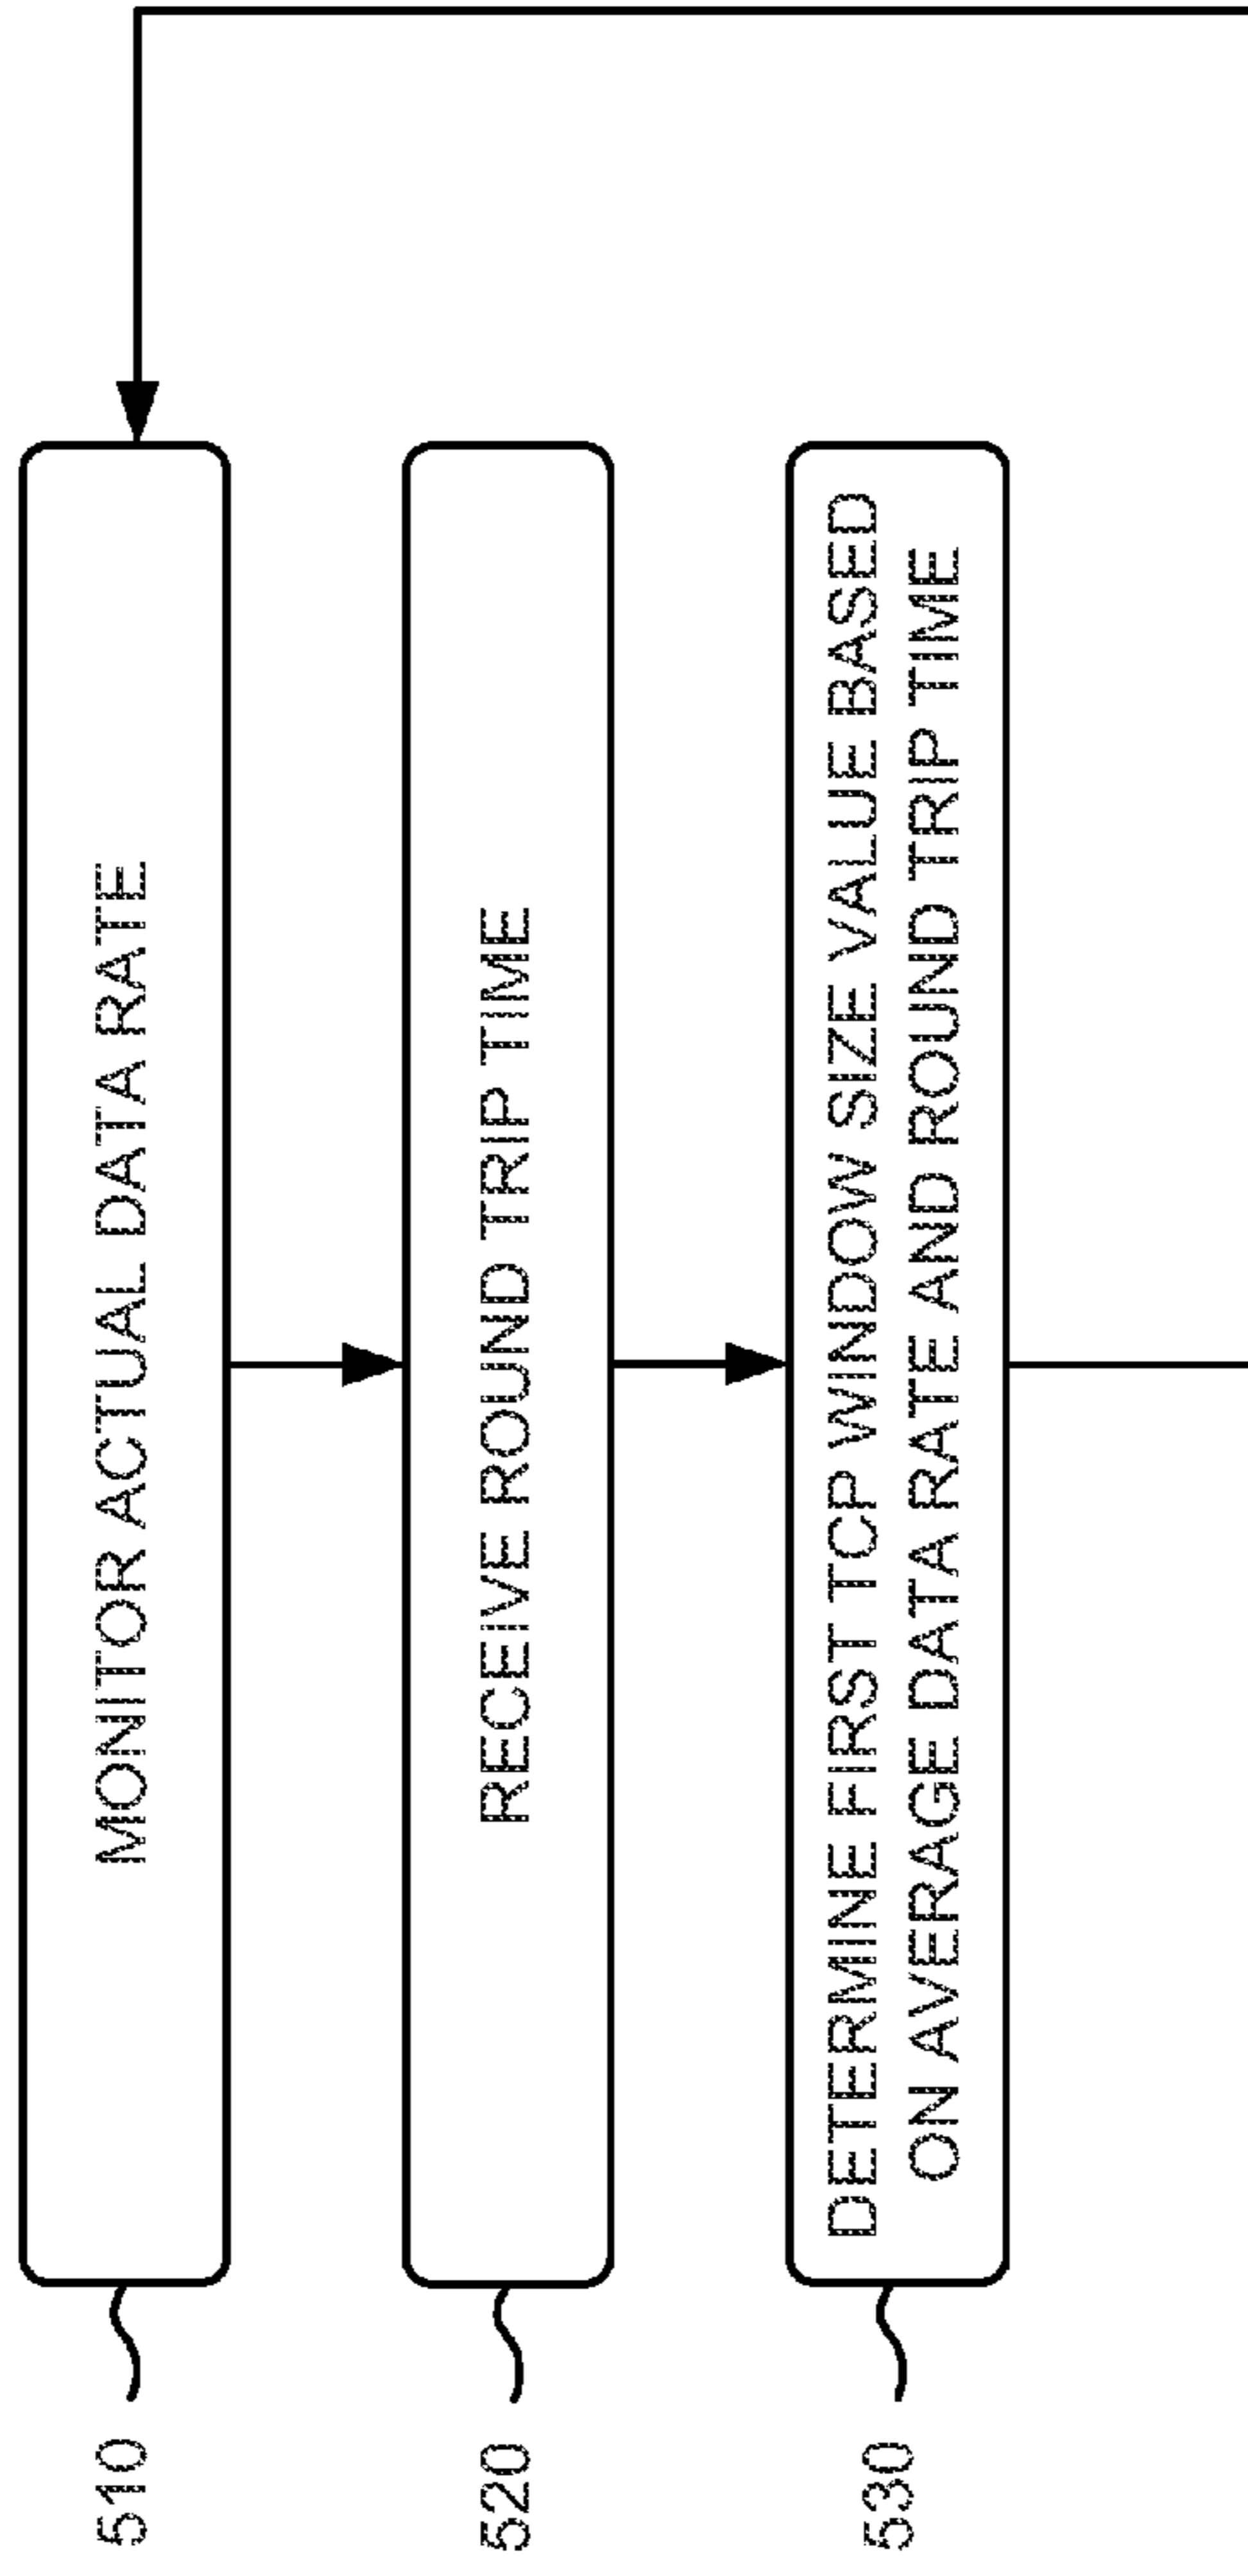 510
MONITOR ACTUAL DATA RATE
520
RECEIVE ROUND TRIP TIME
530
DETERMINE FIRST TCP WINDOW SIZE VALUE BASED
ON AVERAGE DATA RATE AND ROUND TRIP TIME